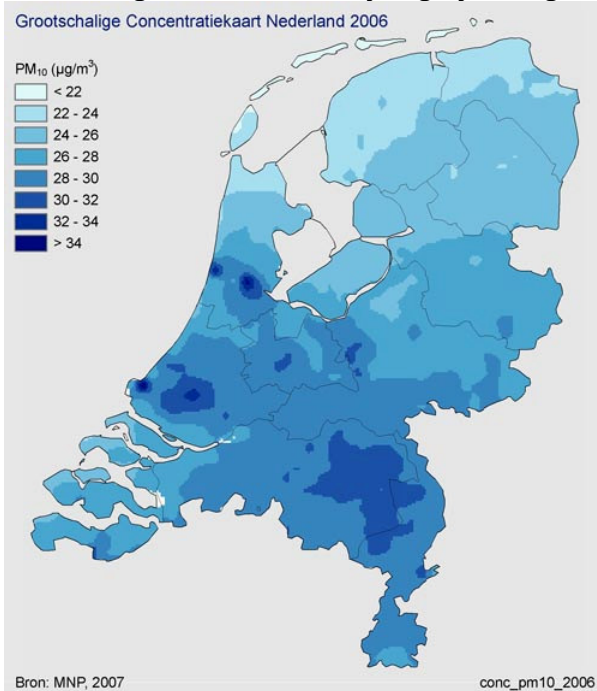 Grootschalige Concentratiekaart Nederland 2006
PM₁₀ (µg/m³)
< 22
22 - 24
24 - 26
26 - 28
28 - 30
30 - 32
32 - 34
> 34
Bron: MNP, 2007
conc_pm10_2006